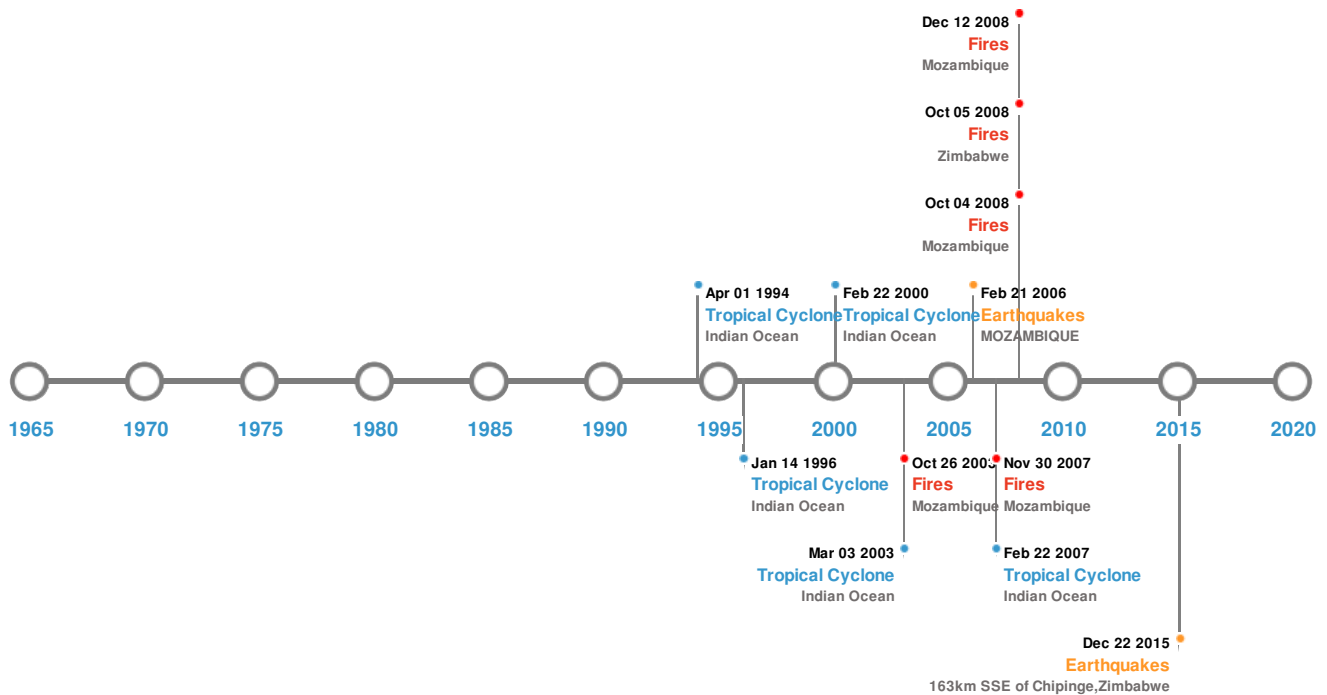 Dec 12 2008
Fires
Mozambique
Oct 05 2008
Fires
Zimbabwe
Oct 04 2008
Fires
Mozambique
Apr 01 1994
Tropical Cyclone
Indian Ocean
Feb 22 2000
Tropical Cyclone
Indian Ocean
Feb 21 2006
Earthquakes
MOZAMBIQUE
1965 1970 1975 1980 1985 1990 1995 2000 2005 2010 2015 2020
Jan 14 1996
Tropical Cyclone
Indian Ocean
Oct 26 2003
Fires
Mozambique
Nov 30 2007
Fires
Mozambique
Mar 03 2003
Tropical Cyclone
Indian Ocean
Feb 22 2007
Tropical Cyclone
Indian Ocean
Dec 22 2015
Earthquakes
163km SSE of Chipinge,Zimbabwe